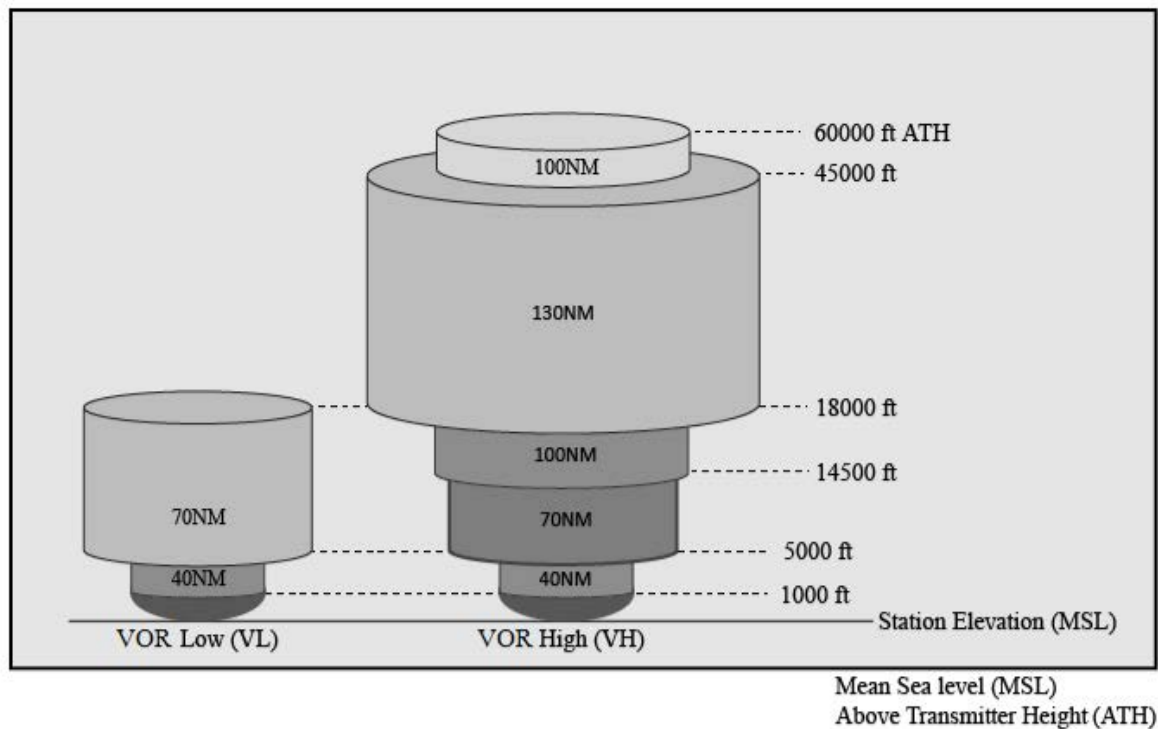 60000 ft ATH
100NM
45000 ft
130NM
18000 ft
100NM
14500 ft
70NM
70NM
5000 ft
40NM
40NM
1000 ft
Station Elevation (MSL)
VOR Low (VL)
VOR High (VH)
Mean Sea level (MSL)
Above Transmitter Height (ATH)